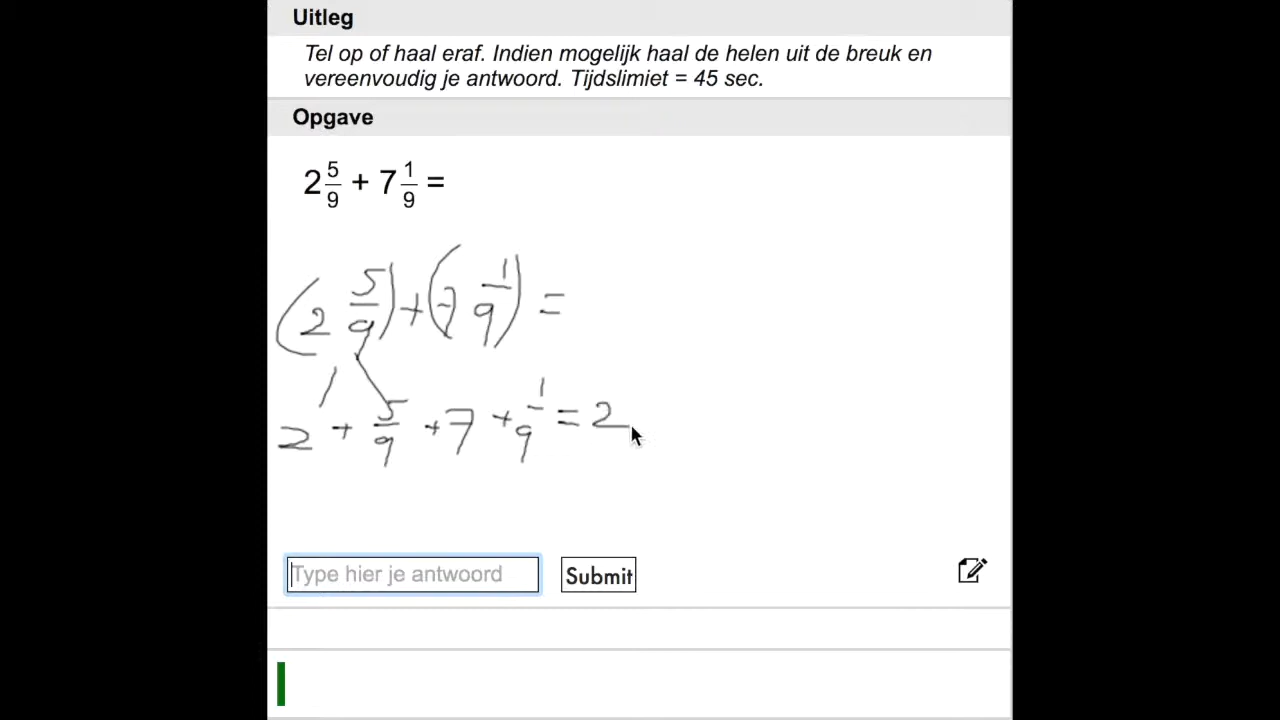 Uitleg
Tel op of haal eraf. Indien mogelijk haal de helen uit de breuk en
vereenvoudig je antwoord. Tijdslimiet = 45 sec.
Opgave
2 5/9 + 7 1/9 =
(2 5/9) + (7 1/9) =
2 + 5/9 + 7 + 1/9 = 2
Type hier je antwoord
Submit